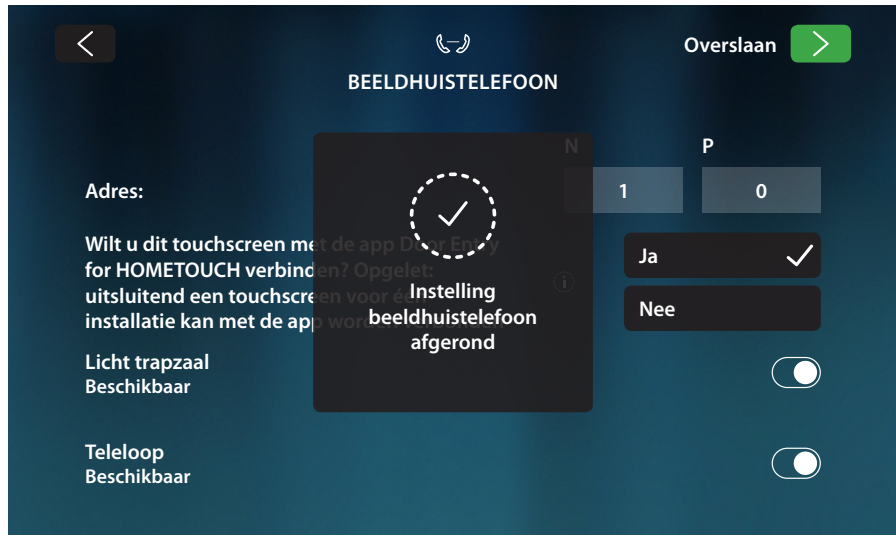 Overslaan
BEELDHUISTELEFOON
N P
Adres: 1 0
Wilt u dit touchscreen met de app Door Entry
for HOMETOUCH verbinden? Opgelet:
uitsluitend een touchscreen voor één
installatie kan met de app worden verbonden
Ja
Nee
Instelling
beeldhuistelefoon
afgerond
Licht trapzaal
Beschikbaar
Teleloop
Beschikbaar